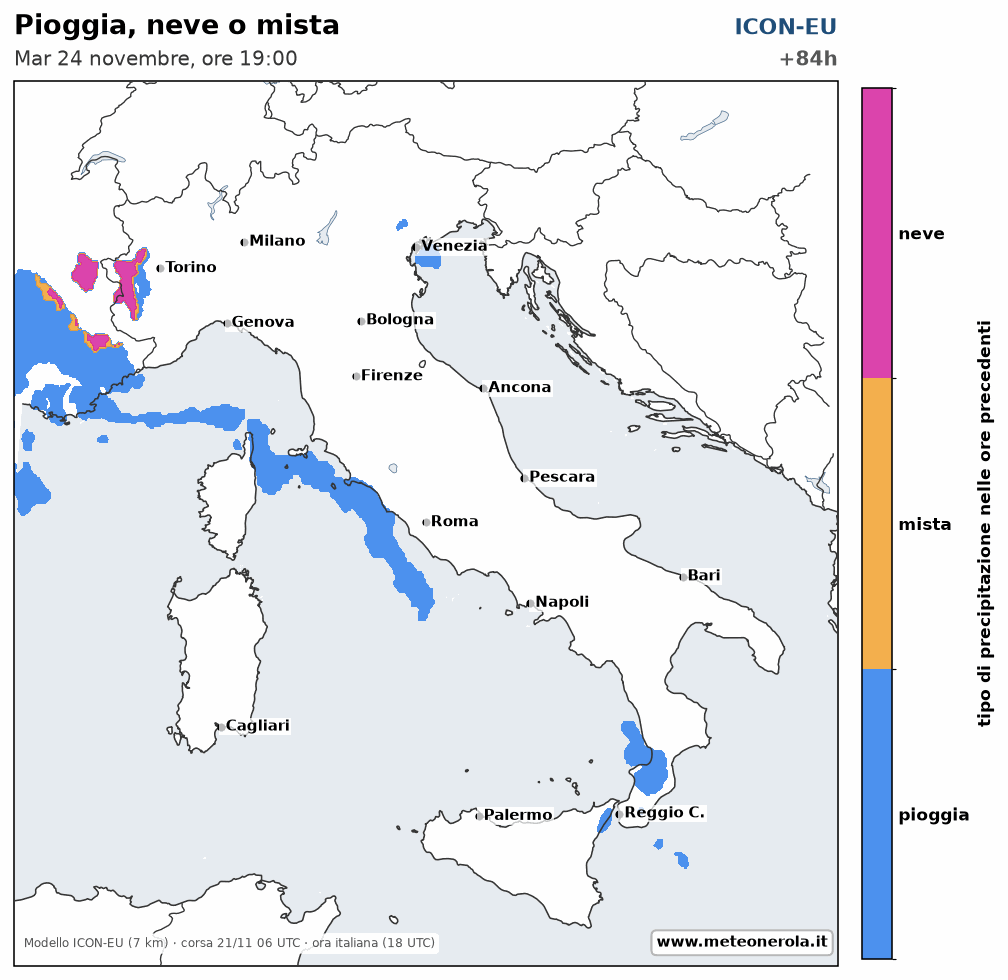 Pioggia, neve o mista
ICON-EU
Mar 24 novembre, ore 19:00
+84h
Milano
Venezia
Torino
Genova
Bologna
Firenze
Ancona
Pescara
Roma
Bari
Napoli
Cagliari
Palermo
Reggio C.
neve
mista
pioggia
tipo di precipitazione nelle ore precedenti
Modello ICON-EU (7 km) · corsa 21/11 06 UTC · ora italiana (18 UTC)
www.meteonerola.it